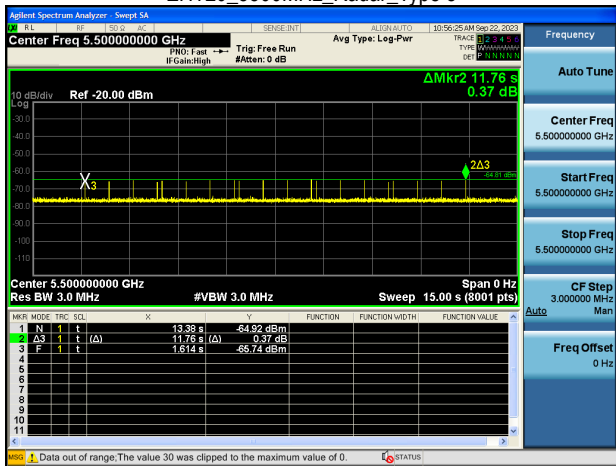 Agilent Spectrum Analyzer - Swept SA
RL RF 50 Ω AC SENSE:INT ALIGN AUTO 10:56:25 AM Sep 22, 2023
Center Freq 5.500000000 GHz
PNO: Fast
IFGain:High
Trig: Free Run
#Atten: 0 dB
Avg Type: Log-Pwr
TRACE 1 2 3 4 5 6
TYPE
DET P N N N N N
Frequency
ΔMkr2 11.76 s
0.37 dB
10 dB/div Ref -20.00 dBm
Log
-30.0
-40.0
-50.0
-60.0
-70.0
-80.0
-90.0
-100
-110
3
2Δ3
-64.81 dBm
Center 5.500000000 GHz Span 0 Hz
Res BW 3.0 MHz #VBW 3.0 MHz Sweep 15.00 s (8001 pts)
MKR MODE TRC SCL X Y FUNCTION FUNCTION WIDTH FUNCTION VALUE
1 N 1 t 13.38 s -64.92 dBm
2 Δ3 1 t (Δ) 11.76 s (Δ) 0.37 dB
3 F 1 t 1.614 s -65.74 dBm
4
5
6
7
8
9
10
11
Auto Tune
Center Freq
5.500000000 GHz
Start Freq
5.500000000 GHz
Stop Freq
5.500000000 GHz
CF Step
3.000000 MHz
Auto Man
Freq Offset
0 Hz
MSG Data out of range;The value 30 was clipped to the maximum value of 0. STATUS